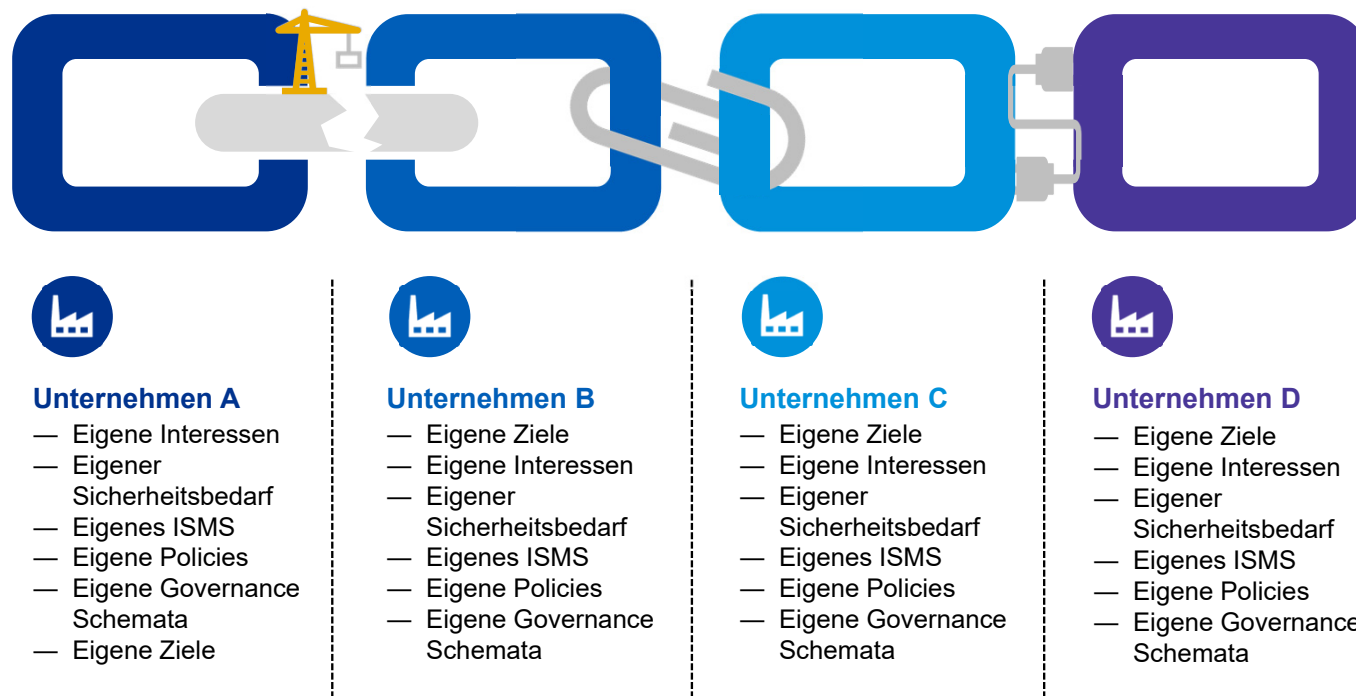 Unternehmen A
— Eigene Interessen
— Eigener
Sicherheitsbedarf
— Eigenes ISMS
— Eigene Policies
— Eigene Governance
Schemata
— Eigene Ziele
Unternehmen B
— Eigene Ziele
— Eigene Interessen
— Eigener
Sicherheitsbedarf
— Eigenes ISMS
— Eigene Policies
— Eigene Governance
Schemata
Unternehmen C
— Eigene Ziele
— Eigene Interessen
— Eigener
Sicherheitsbedarf
— Eigenes ISMS
— Eigene Policies
— Eigene Governance
Schemata
Unternehmen D
— Eigene Ziele
— Eigene Interessen
— Eigener
Sicherheitsbedarf
— Eigenes ISMS
— Eigene Policies
— Eigene Governance
Schemata